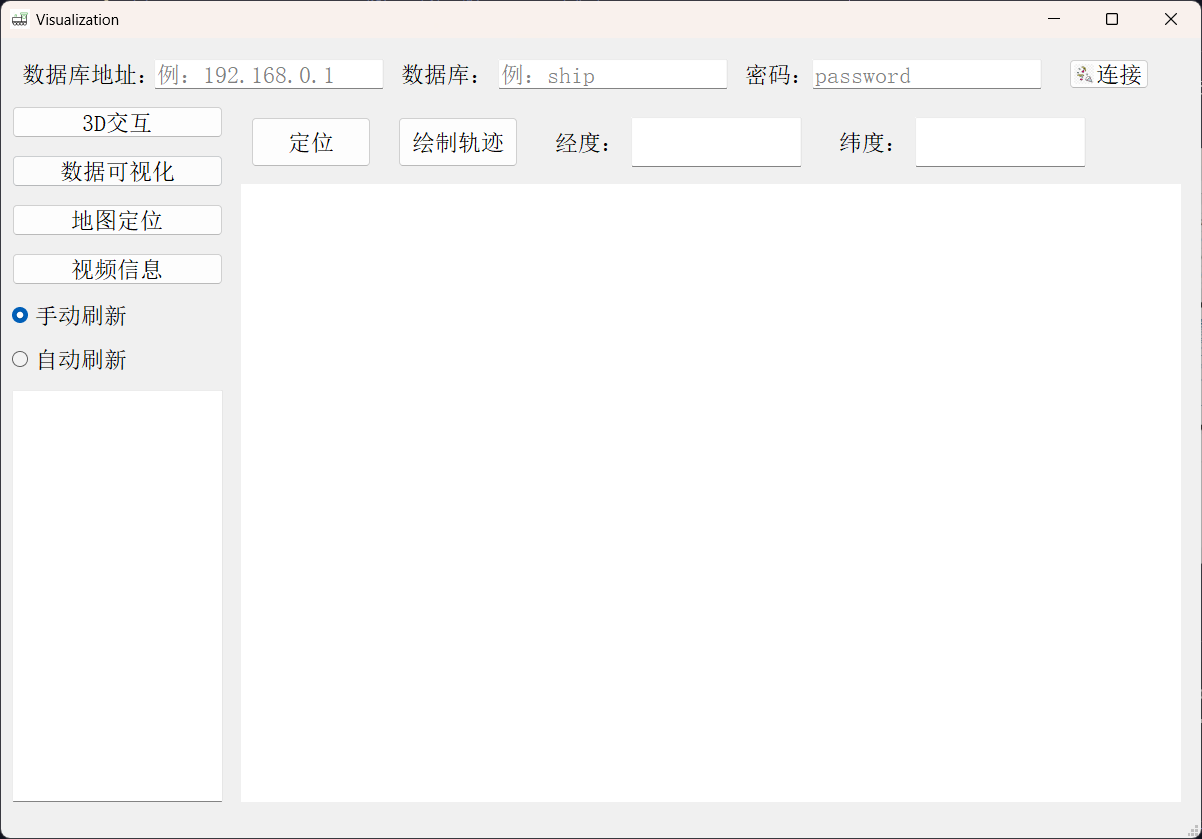 Visualization
数据库地址： 例：192.168.0.1 数据库： 例：ship 密码： password 连接
3D交互
定位 绘制轨迹 经度： 纬度：
数据可视化
地图定位
视频信息
手动刷新
自动刷新